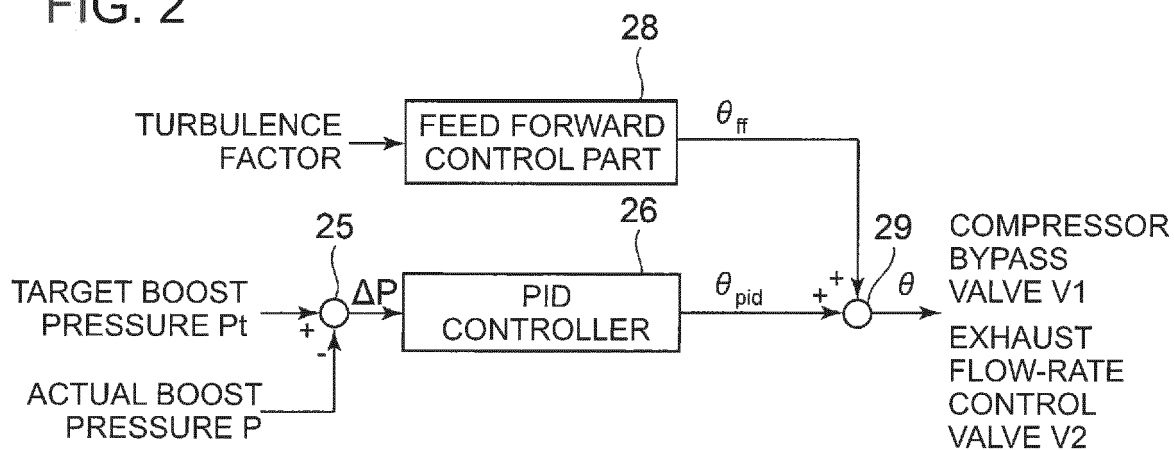 FIG. 2
28
TURBULENCE
FACTOR
FEED FORWARD
CONTROL PART
θff
25
26
29
TARGET BOOST
PRESSURE Pt
+
-
ΔP
PID
CONTROLLER
θpid
+
+
θ
COMPRESSOR
BYPASS
VALVE V1
EXHAUST
FLOW-RATE
CONTROL
VALVE V2
ACTUAL BOOST
PRESSURE P